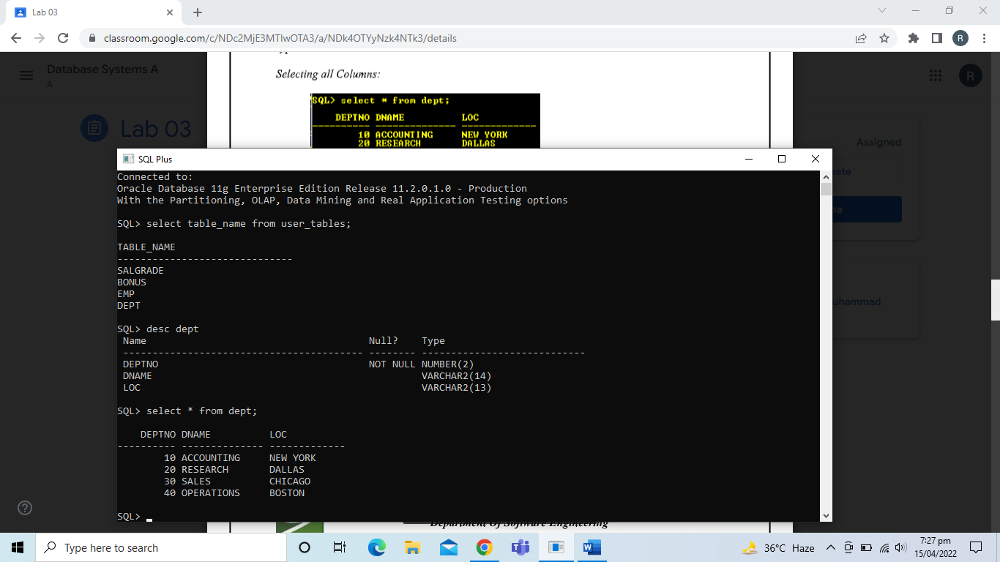 Lab 03
classroom.google.com/c/NDc2MjE3MTIwOTA3/a/NDk4OTYyNzk4NTk3/details
R
Database Systems A
A
R
Lab 03
Assigned
Selecting all Columns:
SQL> select * from dept;
DEPTNO DNAME LOC
---------- -------------- -------------
10 ACCOUNTING NEW YORK
20 RESEARCH DALLAS
SQL Plus
Connected to:
Oracle Database 11g Enterprise Edition Release 11.2.0.1.0 - Production
With the Partitioning, OLAP, Data Mining and Real Application Testing options
SQL> select table_name from user_tables;
TABLE_NAME
------------------------------
SALGRADE
BONUS
EMP
DEPT
SQL> desc dept
Name Null? Type
----------------------------------------- -------- ----------------------------
DEPTNO NOT NULL NUMBER(2)
DNAME VARCHAR2(14)
LOC VARCHAR2(13)
SQL> select * from dept;
DEPTNO DNAME LOC
---------- -------------- -------------
10 ACCOUNTING NEW YORK
20 RESEARCH DALLAS
30 SALES CHICAGO
40 OPERATIONS BOSTON
SQL>
Department Of Software Engineering
Type here to search
36°C Haze
7:27 pm
15/04/2022